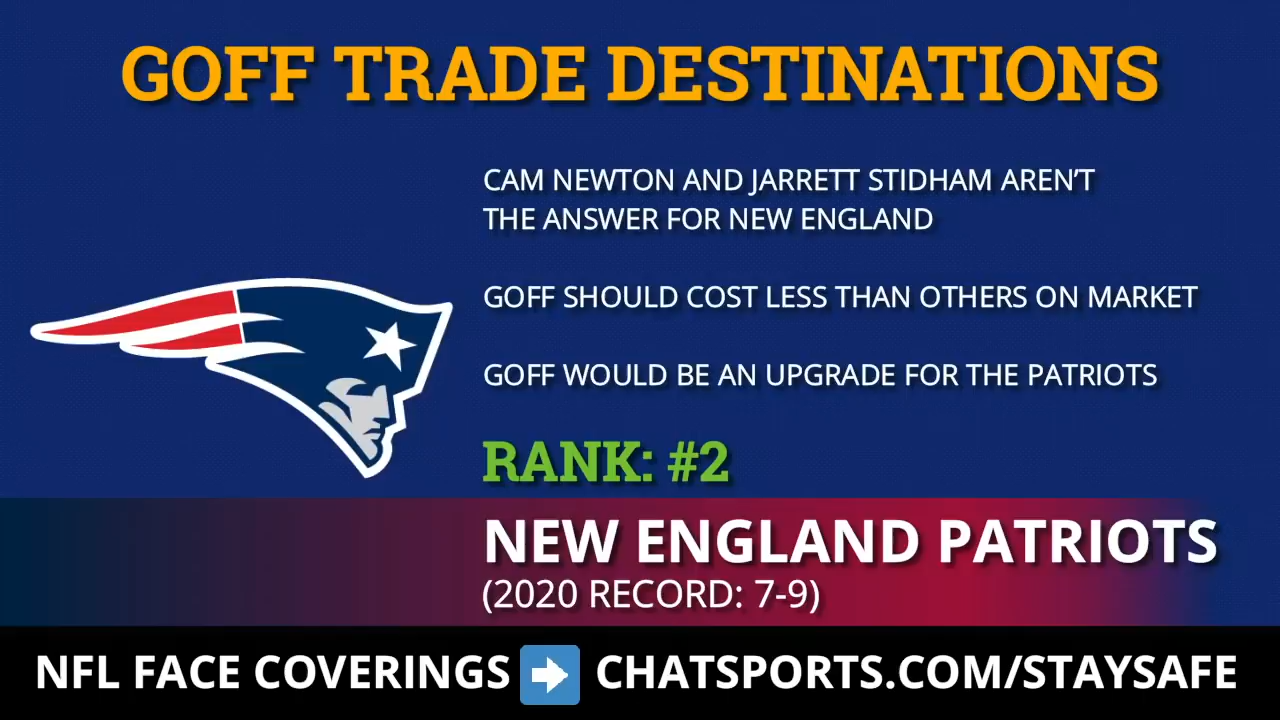 GOFF TRADE DESTINATIONS
CAM NEWTON AND JARRETT STIDHAM AREN'T
THE ANSWER FOR NEW ENGLAND
GOFF SHOULD COST LESS THAN OTHERS ON MARKET
GOFF WOULD BE AN UPGRADE FOR THE PATRIOTS
RANK: #2
NEW ENGLAND PATRIOTS
(2020 RECORD: 7-9)
NFL FACE COVERINGS ➡ CHATSPORTS.COM/STAYSAFE